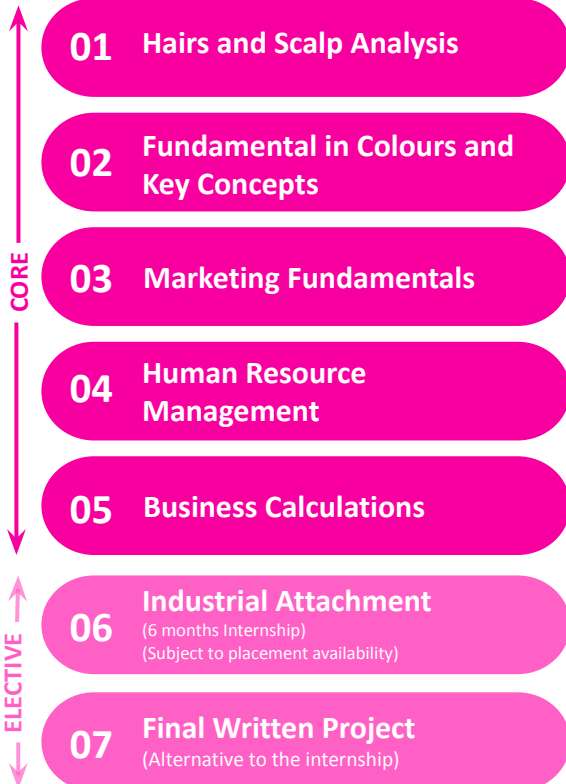 CORE
01 Hairs and Scalp Analysis
02 Fundamental in Colours and
Key Concepts
03 Marketing Fundamentals
04 Human Resource
Management
05 Business Calculations
ELECTIVE
06 Industrial Attachment
(6 months Internship)
(Subject to placement availability)
07 Final Written Project
(Alternative to the internship)